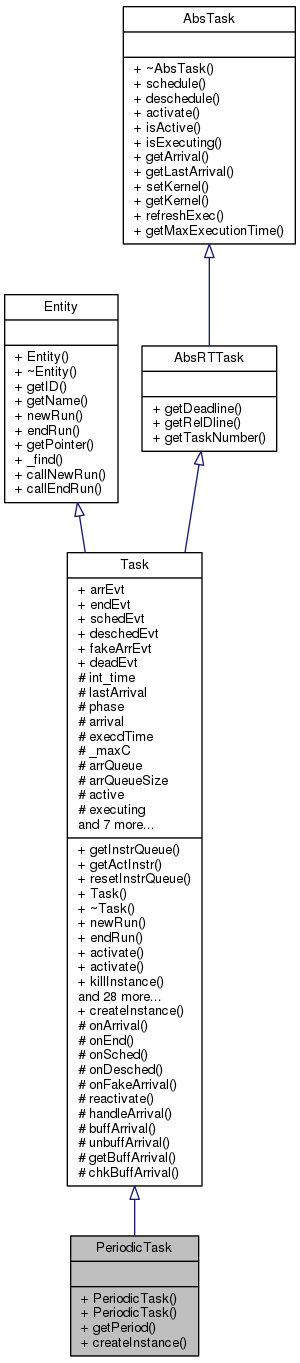 AbsTask
+ ~AbsTask()
+ schedule()
+ deschedule()
+ activate()
+ isActive()
+ isExecuting()
+ getArrival()
+ getLastArrival()
+ setKernel()
+ getKernel()
+ refreshExec()
+ getMaxExecutionTime()
Entity
+ Entity()
+ ~Entity()
+ getID()
+ getName()
+ newRun()
+ endRun()
+ getPointer()
+ _find()
+ callNewRun()
+ callEndRun()
AbsRTTask
+ getDeadline()
+ getRelDline()
+ getTaskNumber()
Task
+ arrEvt
+ endEvt
+ schedEvt
+ deschedEvt
+ fakeArrEvt
+ deadEvt
# int_time
# lastArrival
# phase
# arrival
# execdTime
# _maxC
# arrQueue
# arrQueueSize
# active
# executing
and 7 more...
+ getInstrQueue()
+ getActInstr()
+ resetInstrQueue()
+ Task()
+ ~Task()
+ newRun()
+ endRun()
+ activate()
+ activate()
+ killInstance()
and 28 more...
+ createInstance()
# onArrival()
# onEnd()
# onSched()
# onDesched()
# onFakeArrival()
# reactivate()
# handleArrival()
# buffArrival()
# unbuffArrival()
# getBuffArrival()
# chkBuffArrival()
PeriodicTask
+ PeriodicTask()
+ PeriodicTask()
+ getPeriod()
+ createInstance()